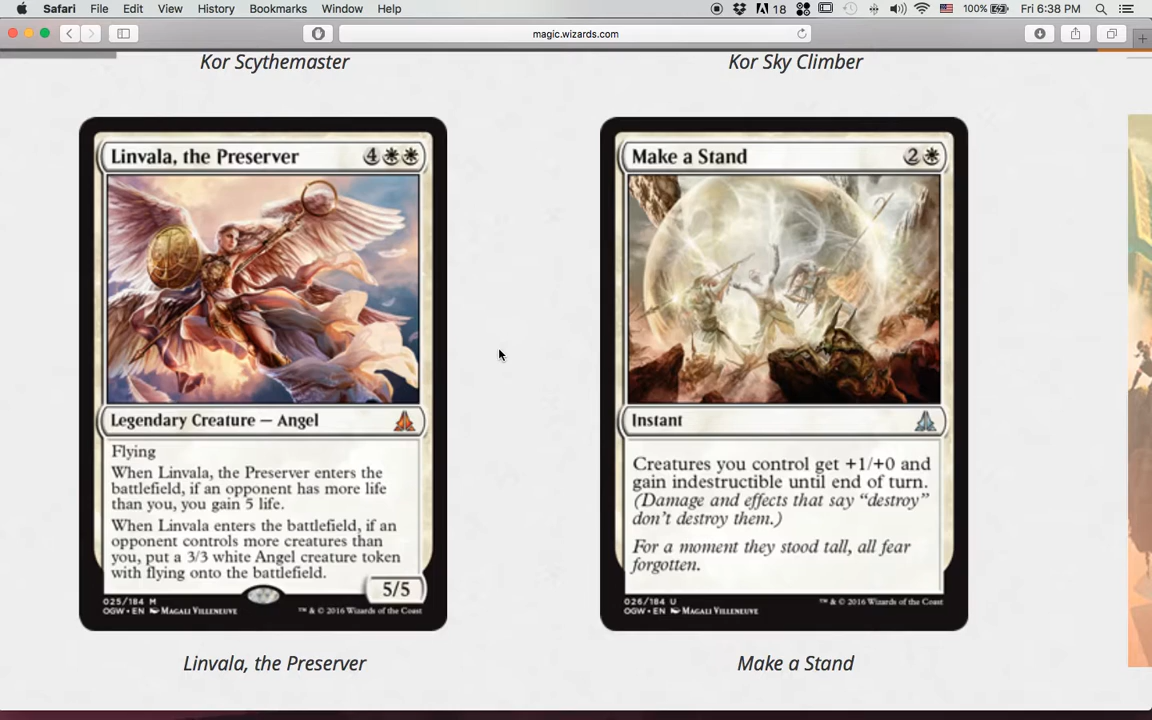 Safari File Edit View History Bookmarks Window Help 18 100% Fri 6:38 PM
magic.wizards.com
Kor Scythemaster
Kor Sky Climber
Linvala, the Preserver 4
Legendary Creature — Angel
Flying
When Linvala, the Preserver enters the
battlefield, if an opponent has more life
than you, you gain 5 life.
When Linvala enters the battlefield, if an
opponent controls more creatures than
you, put a 3/3 white Angel creature token
with flying onto the battlefield.
5/5
025/184 M
OGW • EN MAGALI VILLENEUVE ™ & © 2016 Wizards of the Coast
Linvala, the Preserver
Make a Stand 2
Instant
Creatures you control get +1/+0 and
gain indestructible until end of turn.
(Damage and effects that say “destroy”
don’t destroy them.)
For a moment they stood tall, all fear
forgotten.
026/184 U ™ & © 2016 Wizards of the Coast
OGW • EN MAGALI VILLENEUVE
Make a Stand